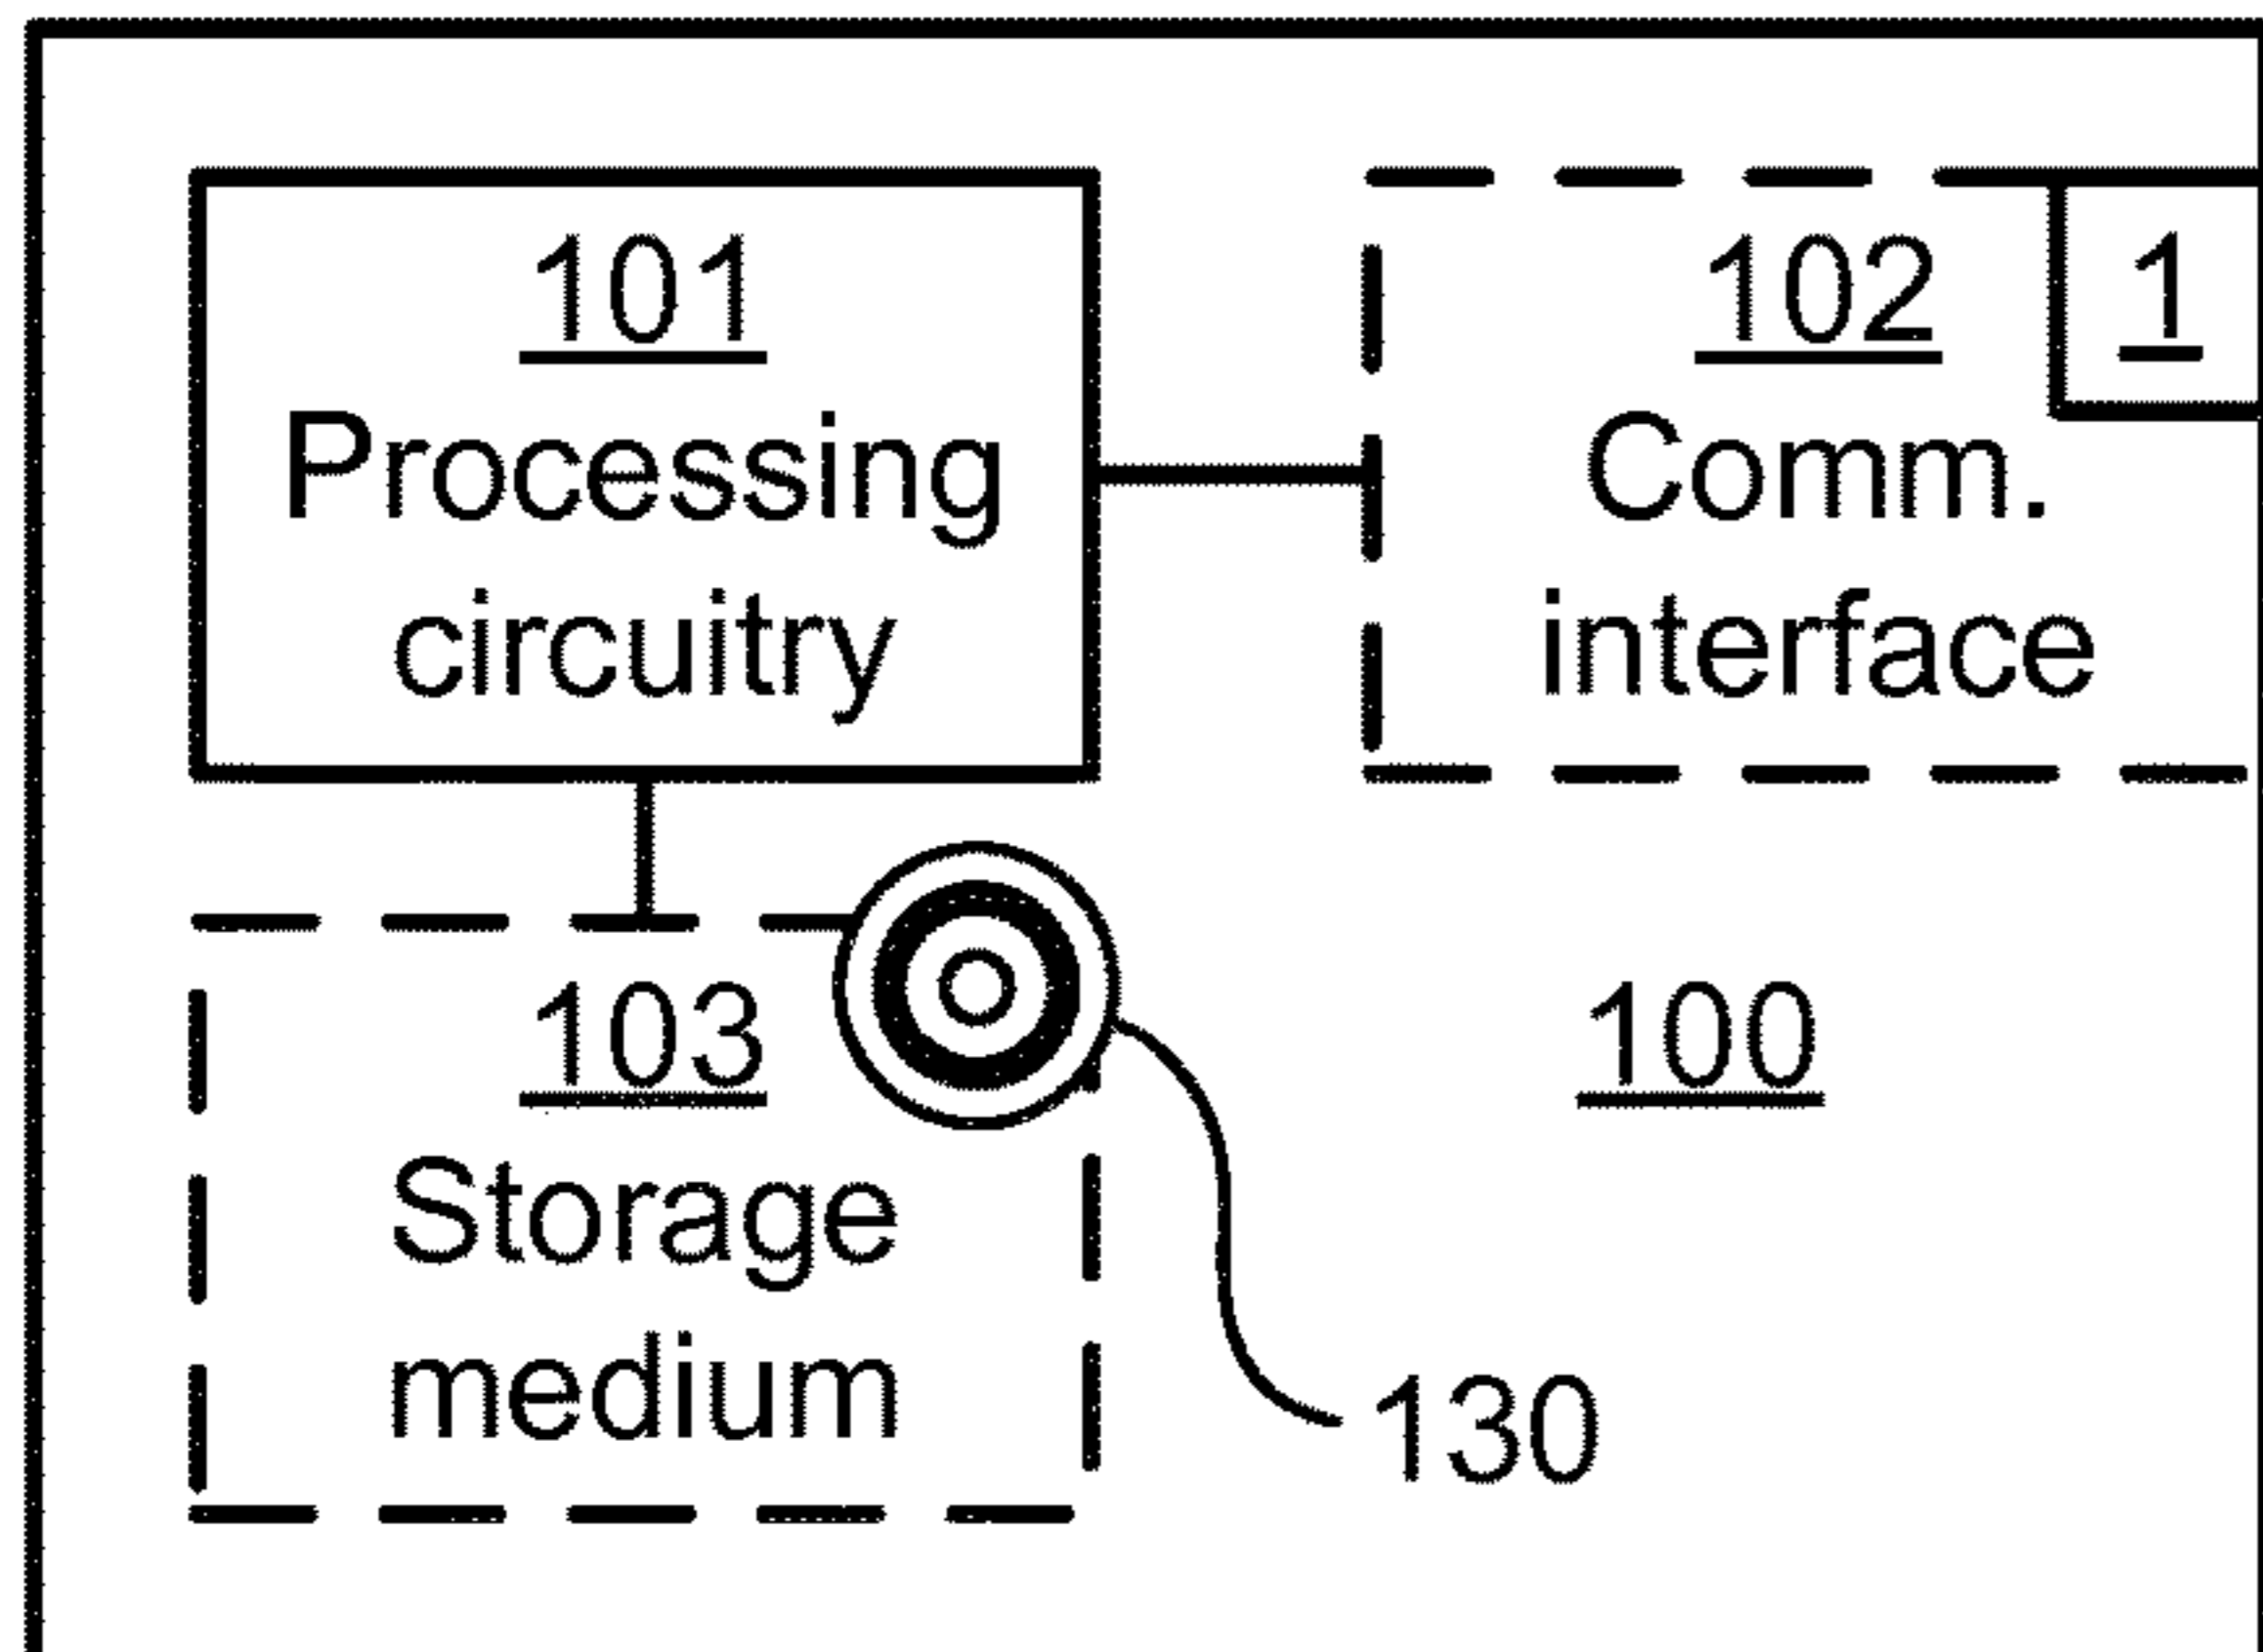 101
Processing
circuitry
102
Comm.
interface
1
103
Storage
medium
100
130